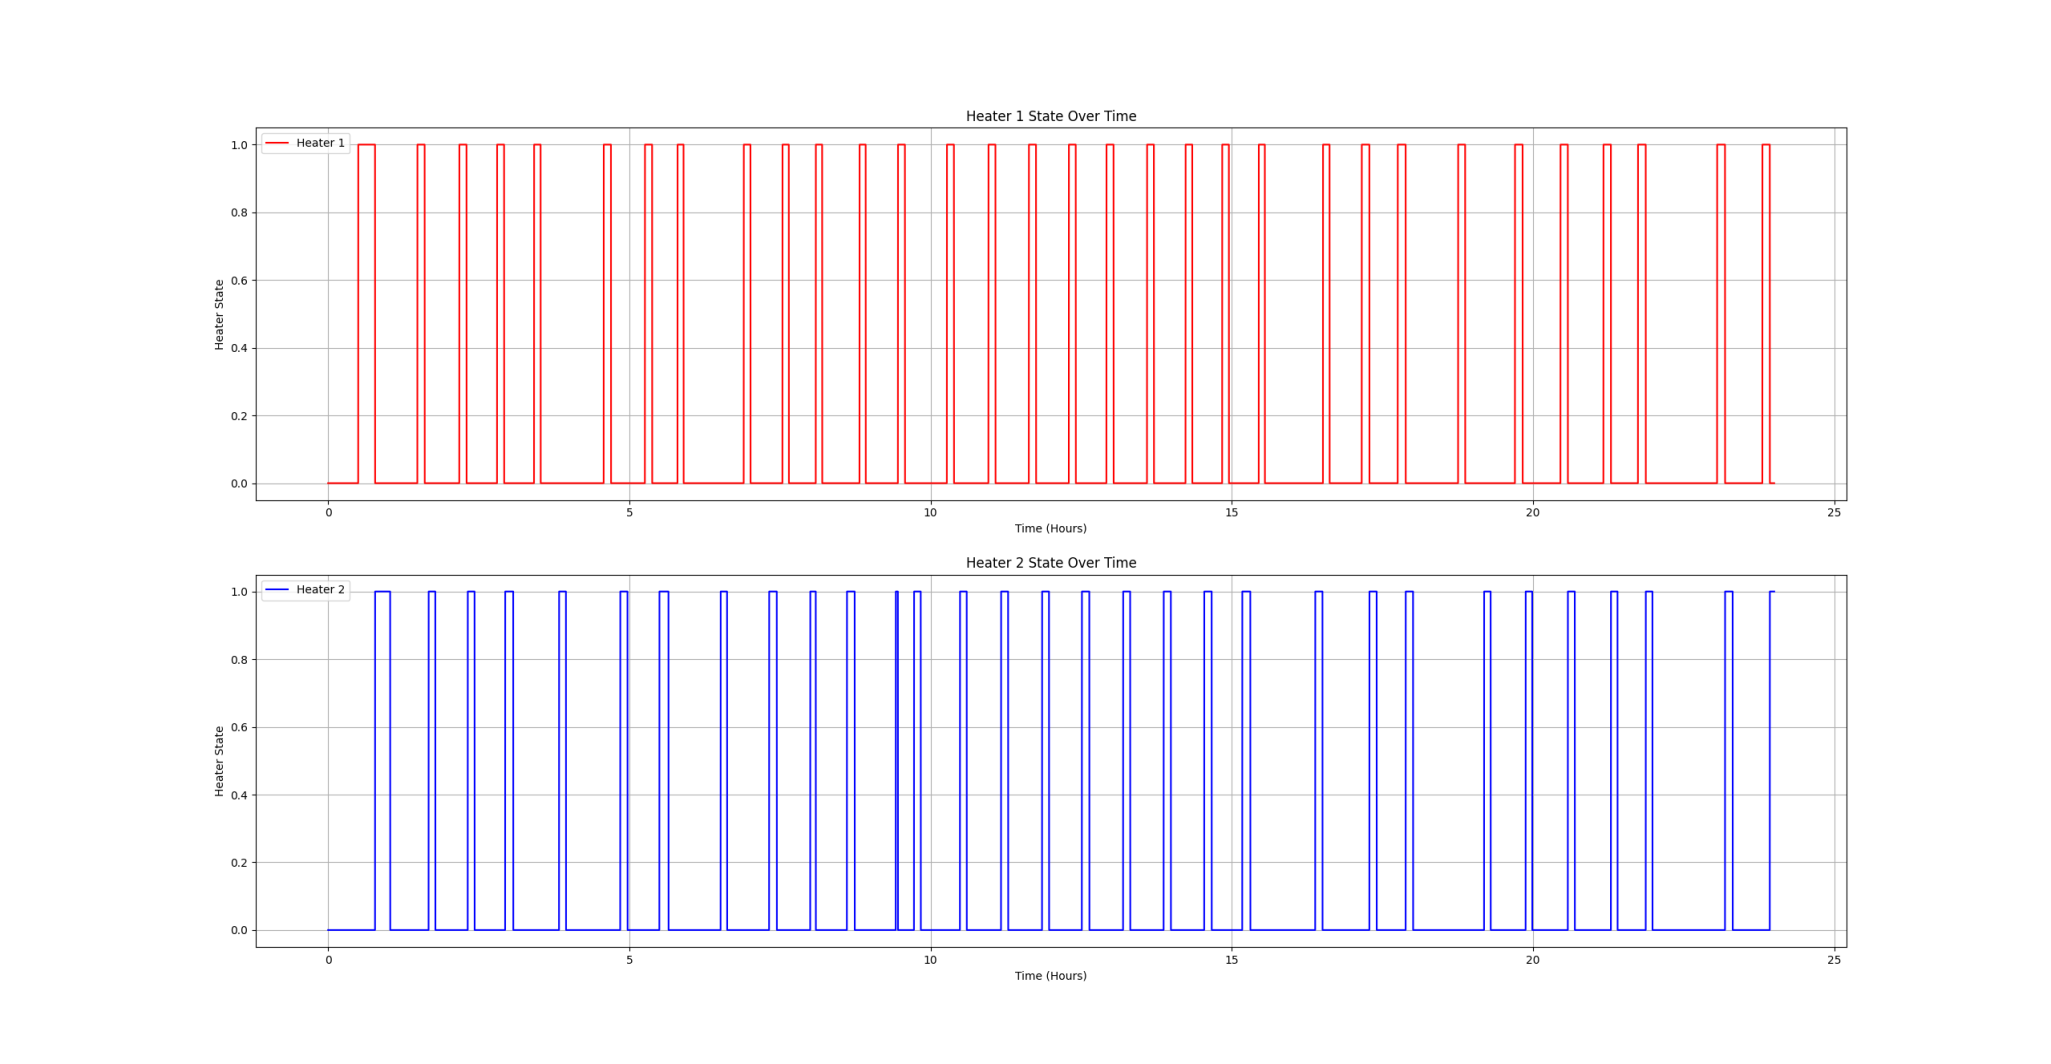 Heater 1 State Over Time
Heater 1
1.0
0.8
0.6
0.4
0.2
0.0
Heater State
0 5 10 15 20 25
Time (Hours)
Heater 2 State Over Time
Heater 2
1.0
0.8
0.6
0.4
0.2
0.0
Heater State
0 5 10 15 20 25
Time (Hours)